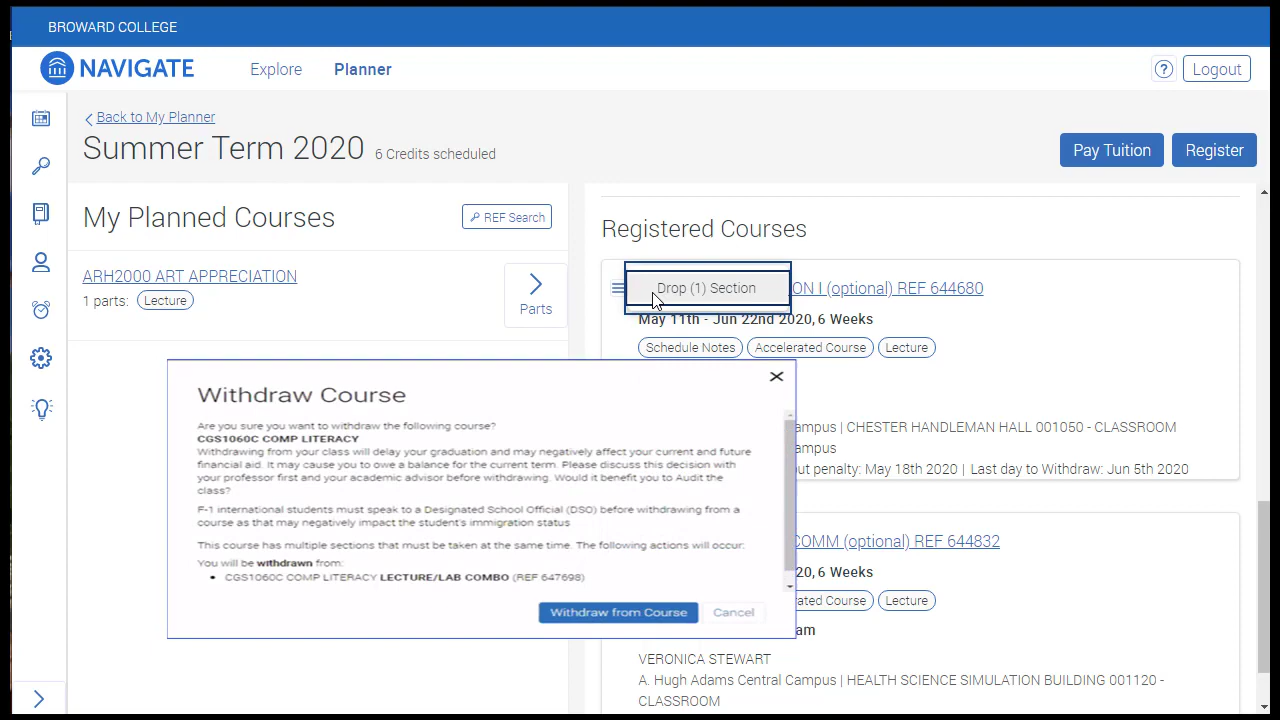 BROWARD COLLEGE
NAVIGATE
Explore
Planner
?
Logout
Back to My Planner
Summer Term 2020
6 Credits scheduled
Pay Tuition
Register
My Planned Courses
REF Search
ARH2000 ART APPRECIATION
1 parts: Lecture
Parts
Registered Courses
Drop (1) Section
ON I (optional) REF 644680
May 11th - Jun 22nd 2020, 6 Weeks
Schedule Notes
Accelerated Course
Lecture
ampus | CHESTER HANDLEMAN HALL 001060 - CLASSROOM
ampus
ut penalty: May 18th 2020 | Last day to Withdraw: Jun 5th 2020
Withdraw Course
Are you sure you want to withdraw the following course?
CGS1060C COMP LITERACY
Withdrawing from your class will delay your graduation and may negatively affect your current and future
financial aid. It may cause you to owe a balance for the current term. Please discuss this decision with
your professor first and your academic advisor before withdrawing. Would it benefit you to Audit the
class?
F-1 international students must speak to a Designated School Official (DSO) before withdrawing from a
course as that may negatively impact the student's immigration status
This course has multiple sections that must be taken at the same time. The following actions will occur:
You will be withdrawn from:
• CGS1060C COMP LITERACY LECTURE/LAB COMBO (REF 647698)
Withdraw from Course
Cancel
COMM (optional) REF 644832
20, 6 Weeks
ated Course
Lecture
am
VERONICA STEWART
A. Hugh Adams Central Campus | HEALTH SCIENCE SIMULATION BUILDING 001120 -
CLASSROOM